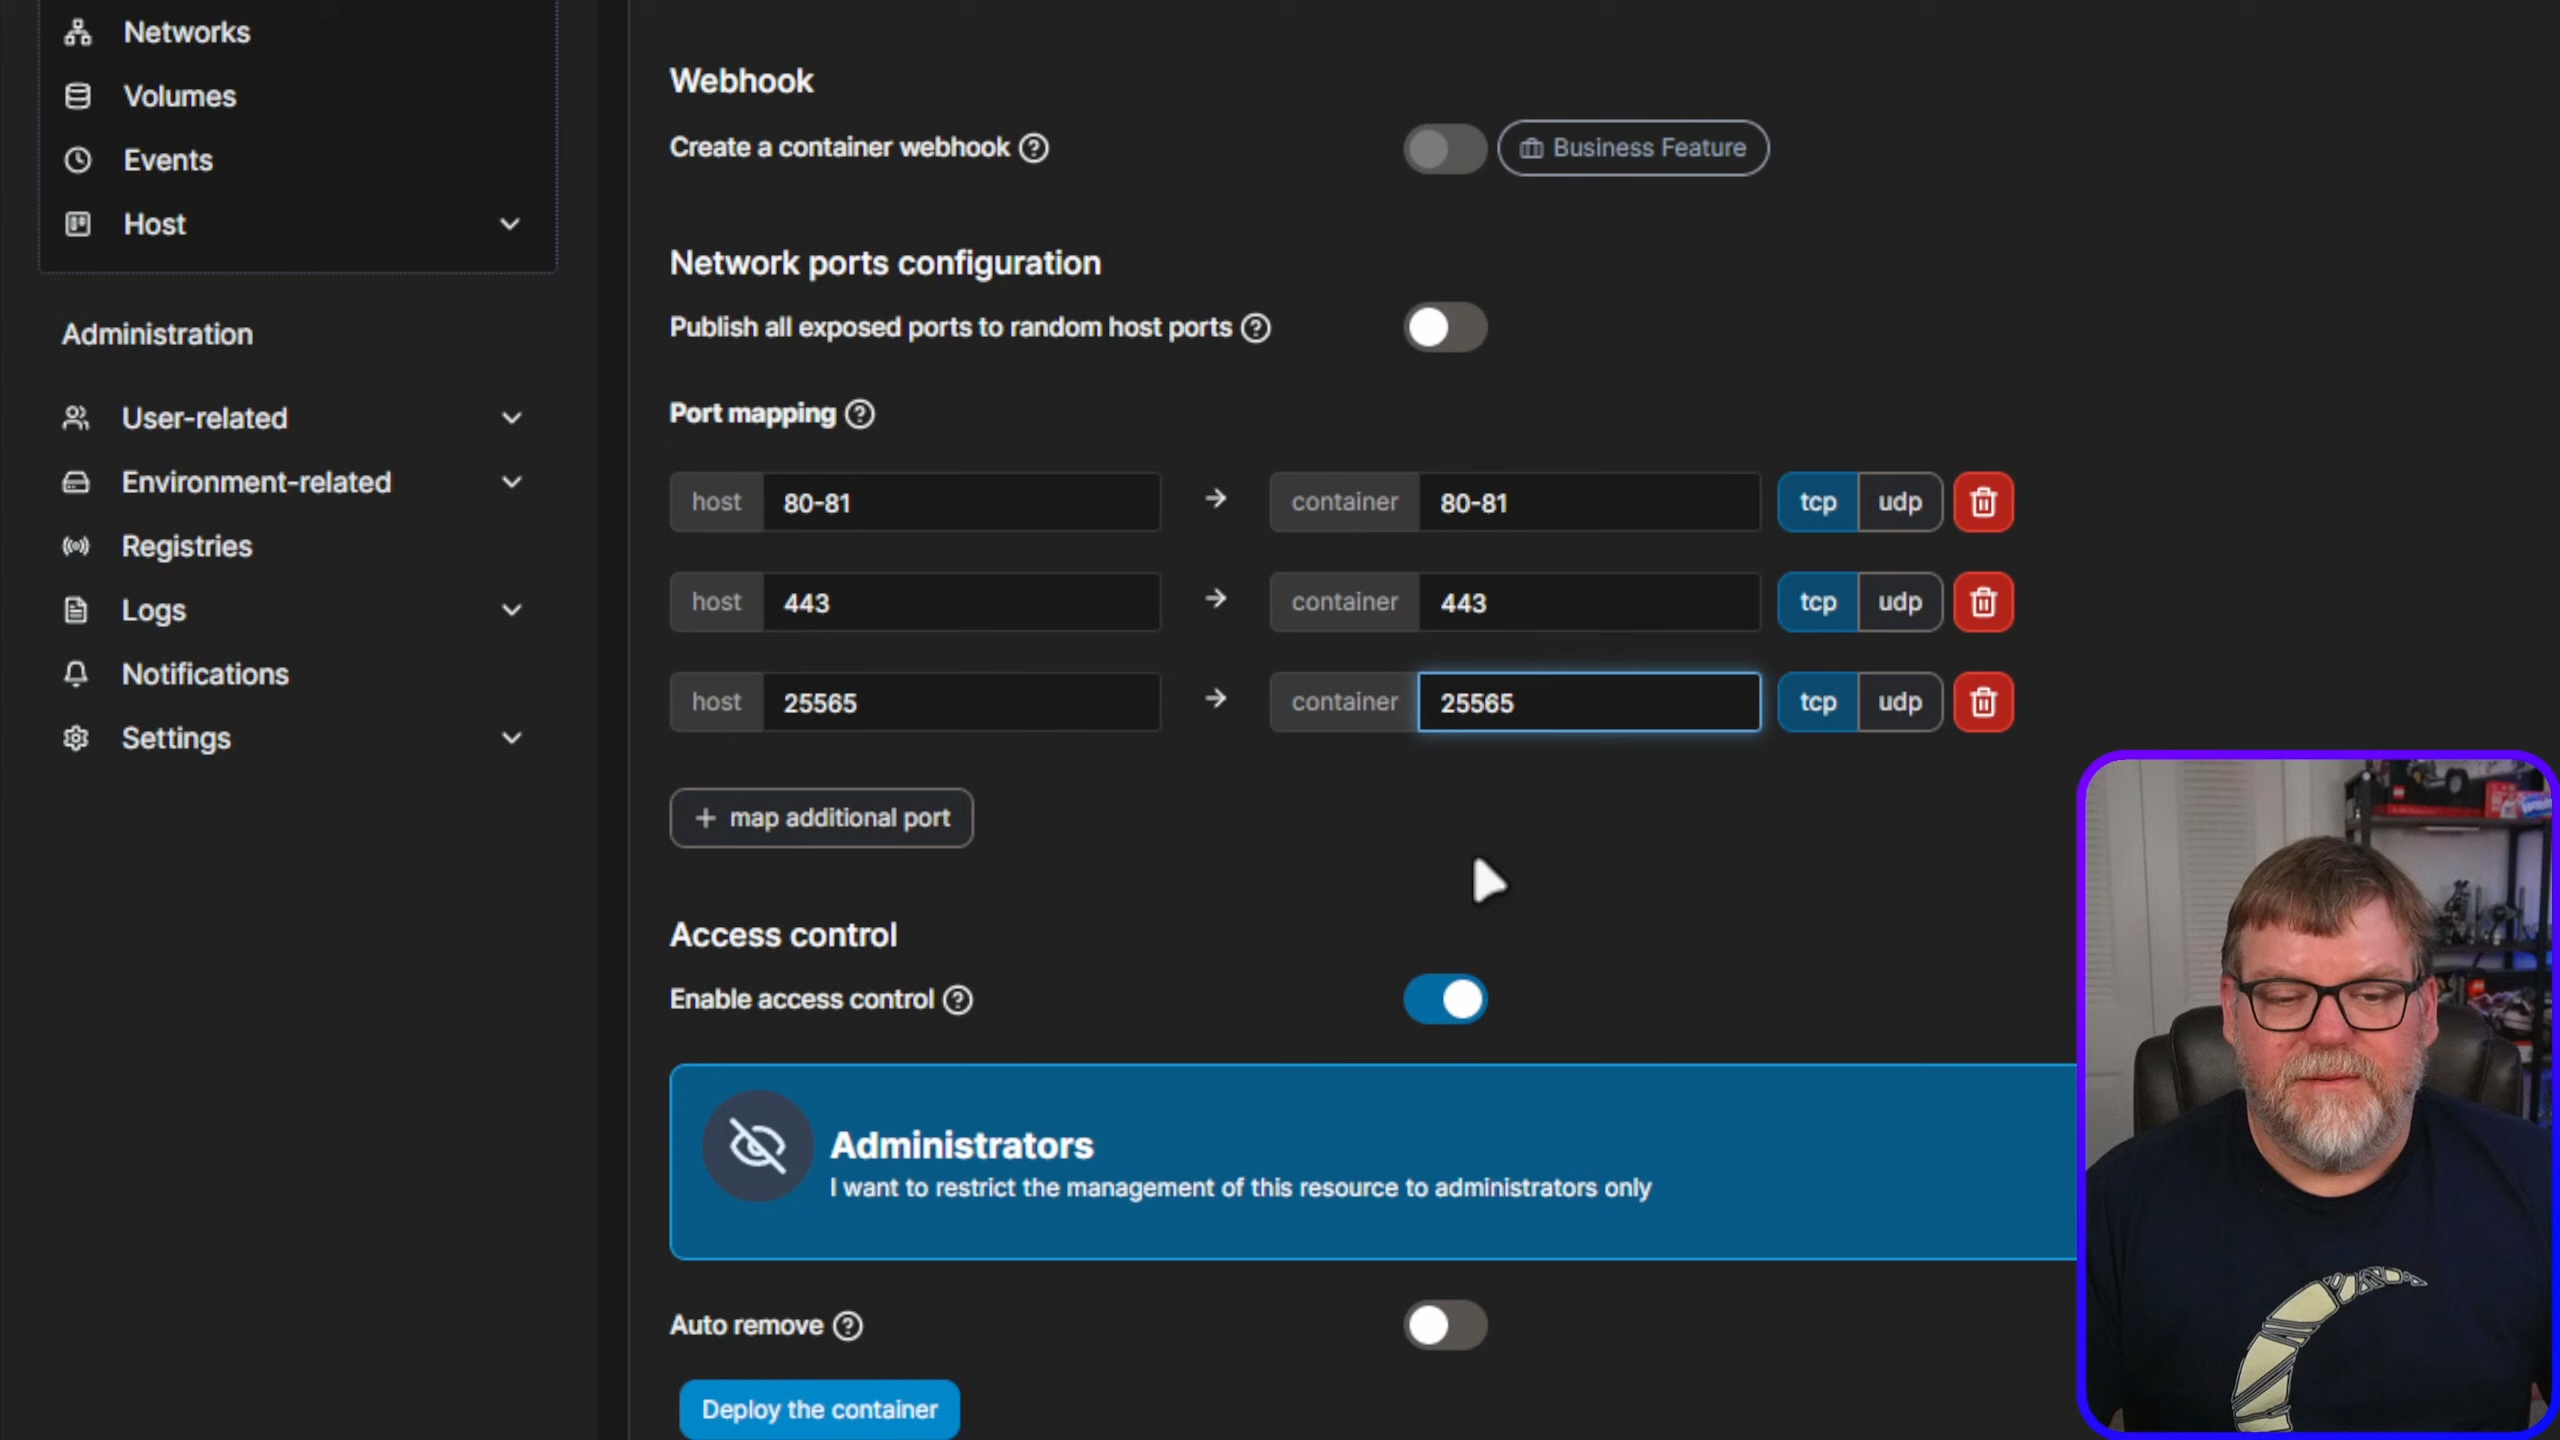 Networks
Volumes
Events
Host
Administration
User-related
Environment-related
Registries
Logs
Notifications
Settings
Webhook
Create a container webhook ?
Business Feature
Network ports configuration
Publish all exposed ports to random host ports ?
Port mapping ?
host 80-81 → container 80-81 tcp udp
host 443 → container 443 tcp udp
host 25565 → container 25565 tcp udp
+ map additional port
Access control
Enable access control ?
Administrators
I want to restrict the management of this resource to administrators only
Auto remove ?
Deploy the container